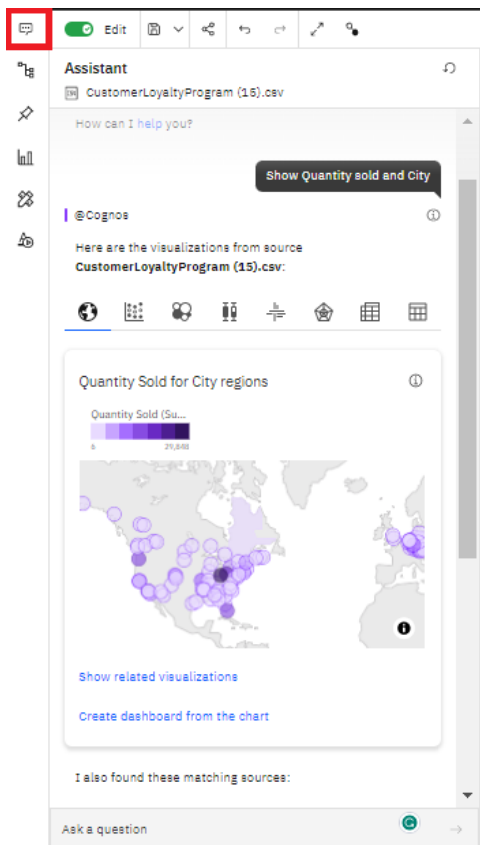 Edit
Assistant
CustomerLoyaltyProgram (15).csv
How can I help you?
Show Quantity sold and City
@Cognos
Here are the visualizations from source
CustomerLoyaltyProgram (15).csv:
Quantity Sold for City regions
Quantity Sold (Su...
Show related visualizations
Create dashboard from the chart
I also found these matching sources:
Ask a question